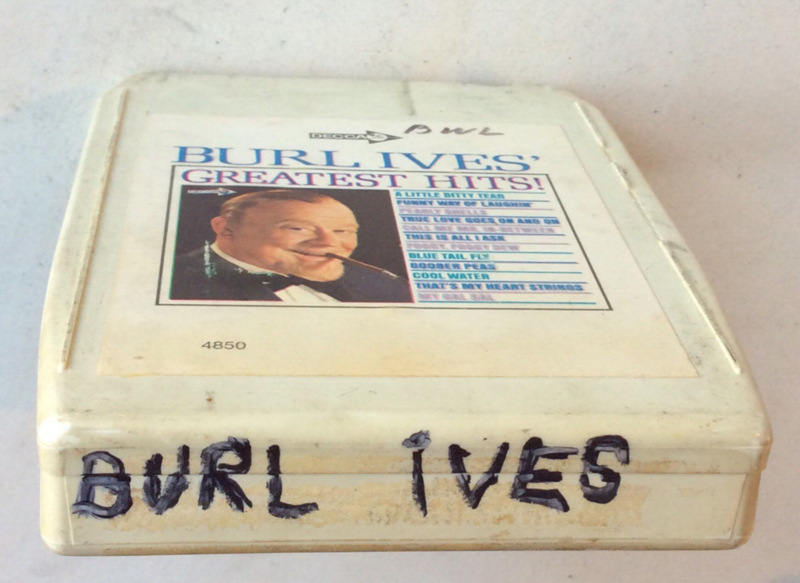 DECCA BWL
BURL IVES'
GREATEST HITS!
A LITTLE BITTY TEAR
FUNNY WAY OF LAUGHIN'
PEARLY SHELLS
TRUE LOVE GOES ON AND ON
CALL ME MR. IN-BETWEEN
THIS IS ALL I ASK
FOGGY, FOGGY DEW
BLUE TAIL FLY
GOOBER PEAS
COOL WATER
THAT'S MY HEART STRINGS
MY GAL SAL
4850
BURL IVES